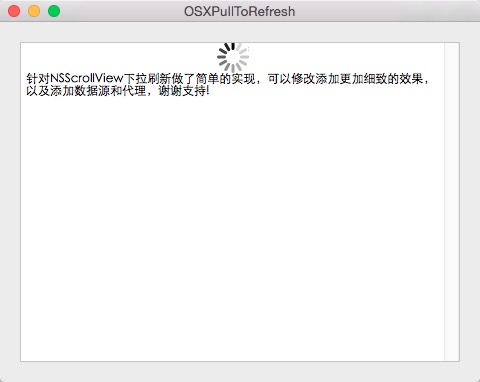 OSXPullToRefresh
针对NSScrollView下拉刷新做了简单的实现，可以修改添加更加细致的效果，
以及添加数据源和代理，谢谢支持!